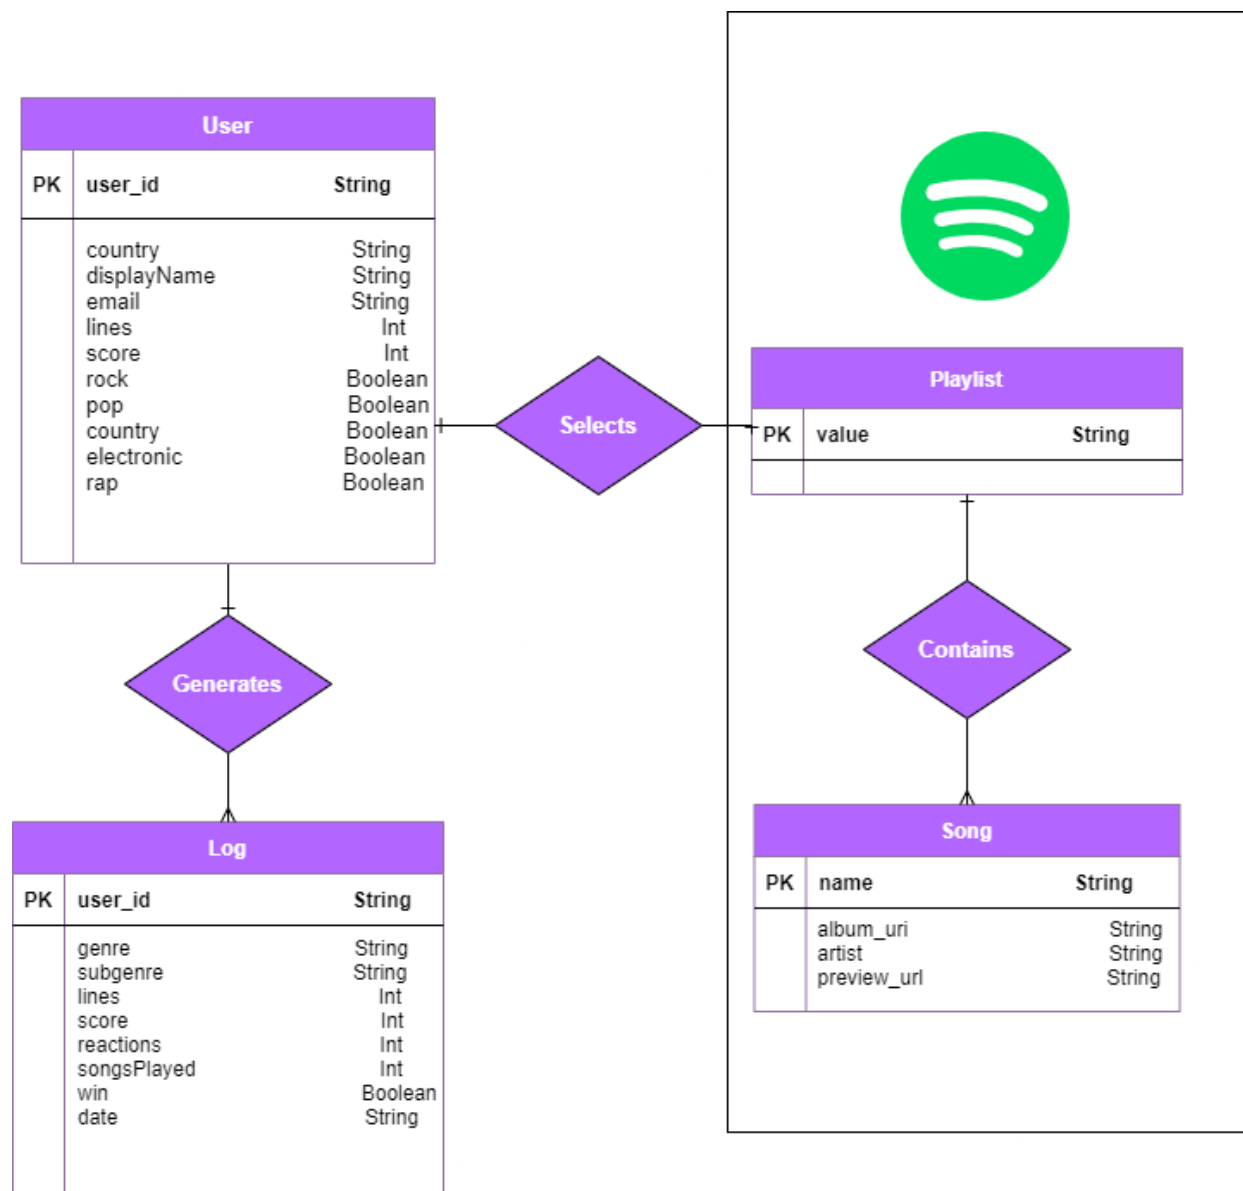 User
PK user_id String
country String
displayName String
email String
lines Int
score Int
rock Boolean
pop Boolean
country Boolean
electronic Boolean
rap Boolean
Selects
Playlist
PK value String
Generates
Contains
Log
PK user_id String
genre String
subgenre String
lines Int
score Int
reactions Int
songsPlayed Int
win Boolean
date String
Song
PK name String
album_uri String
artist String
preview_url String